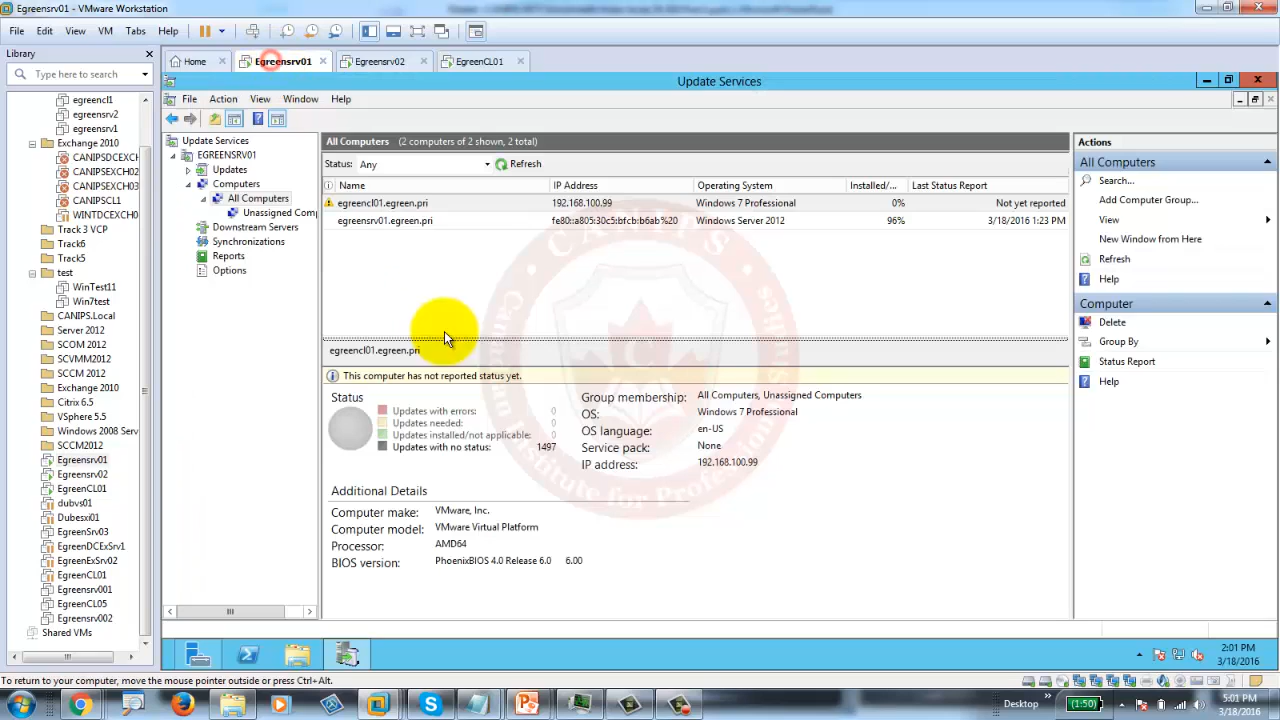 Egreensrv01 - VMware Workstation
File Edit View VM Tabs Help
Library
Type here to search
Home Egreensrv01 Egreensrv02 EgreenCL01
egreencl1
egreensrv2
egreensrv1
Exchange 2010
CANIPSDCEXCH
CANIPSEXCH02
CANIPSEXCH03
CANIPSCL1
WINTDCEXCH0
Track 3 VCP
Track6
Track5
test
WinTest11
Win7test
CANIPS.Local
Server 2012
SCOM 2012
SCVMM2012
SCCM 2012
Exchange 2010
Citrix 6.5
VSphere 5.5
Windows 2008 Serv
SCCM2012
Egreensrv01
Egreensrv02
EgreenCL01
dubvs01
Dubesxi01
EgreenSrv03
EgreenDCExSrv1
EgreenExSrv02
EgreenCL01
Egreensrv001
EgreenCL05
Egreensrv002
Shared VMs
Update Services
File Action View Window Help
Update Services
EGREENSRV01
Updates
Computers
All Computers
Unassigned Comp
Downstream Servers
Synchronizations
Reports
Options
All Computers (2 computers of 2 shown, 2 total)
Status: Any Refresh
Name IP Address Operating System Installed/... Last Status Report
egreencl01.egreen.pri 192.168.100.99 Windows 7 Professional 0% Not yet reported
egreensrv01.egreen.pri fe80::a805:30c5:bfcb:b6ab%20 Windows Server 2012 96% 3/18/2016 1:23 PM
egreencl01.egreen.pri
This computer has not reported status yet.
Status
Updates with errors: 0
Updates needed: 0
Updates installed/not applicable: 0
Updates with no status: 1497
Group membership: All Computers, Unassigned Computers
OS: Windows 7 Professional
OS language: en-US
Service pack: None
IP address: 192.168.100.99
Additional Details
Computer make: VMware, Inc.
Computer model: VMware Virtual Platform
Processor: AMD64
BIOS version: PhoenixBIOS 4.0 Release 6.0 6.00
Actions
All Computers
Search...
Add Computer Group...
View
New Window from Here
Refresh
Help
Computer
Delete
Group By
Status Report
Help
CANIPS
2:01 PM
3/18/2016
To return to your computer, move the mouse pointer outside or press Ctrl+Alt.
Desktop
(1:50)
5:01 PM
3/18/2016